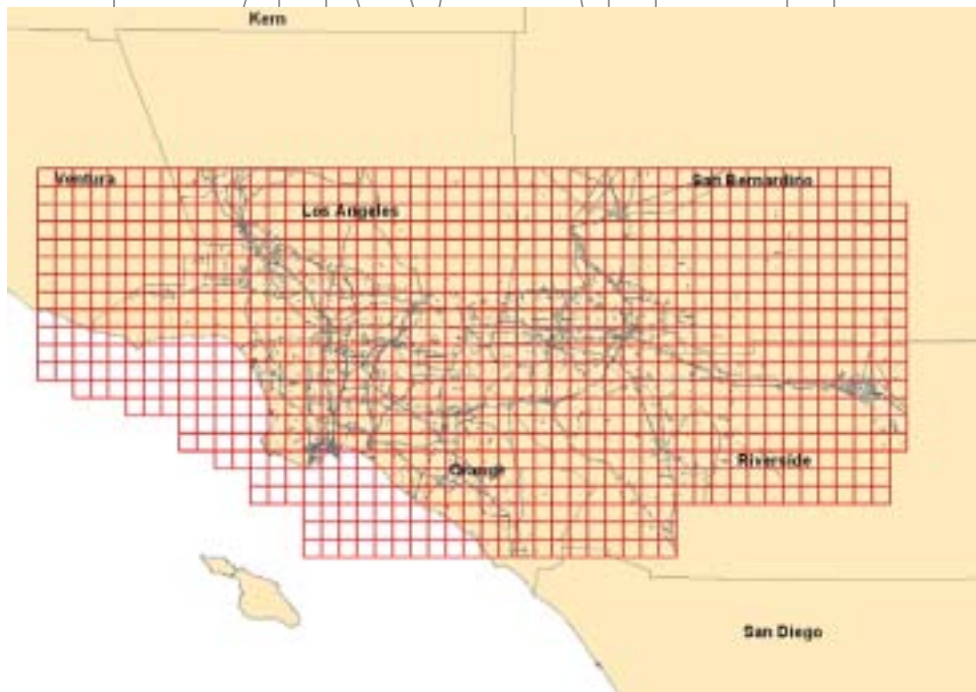 Kern
Ventura
San Bernardino
Los Angeles
Orange
Riverside
San Diego